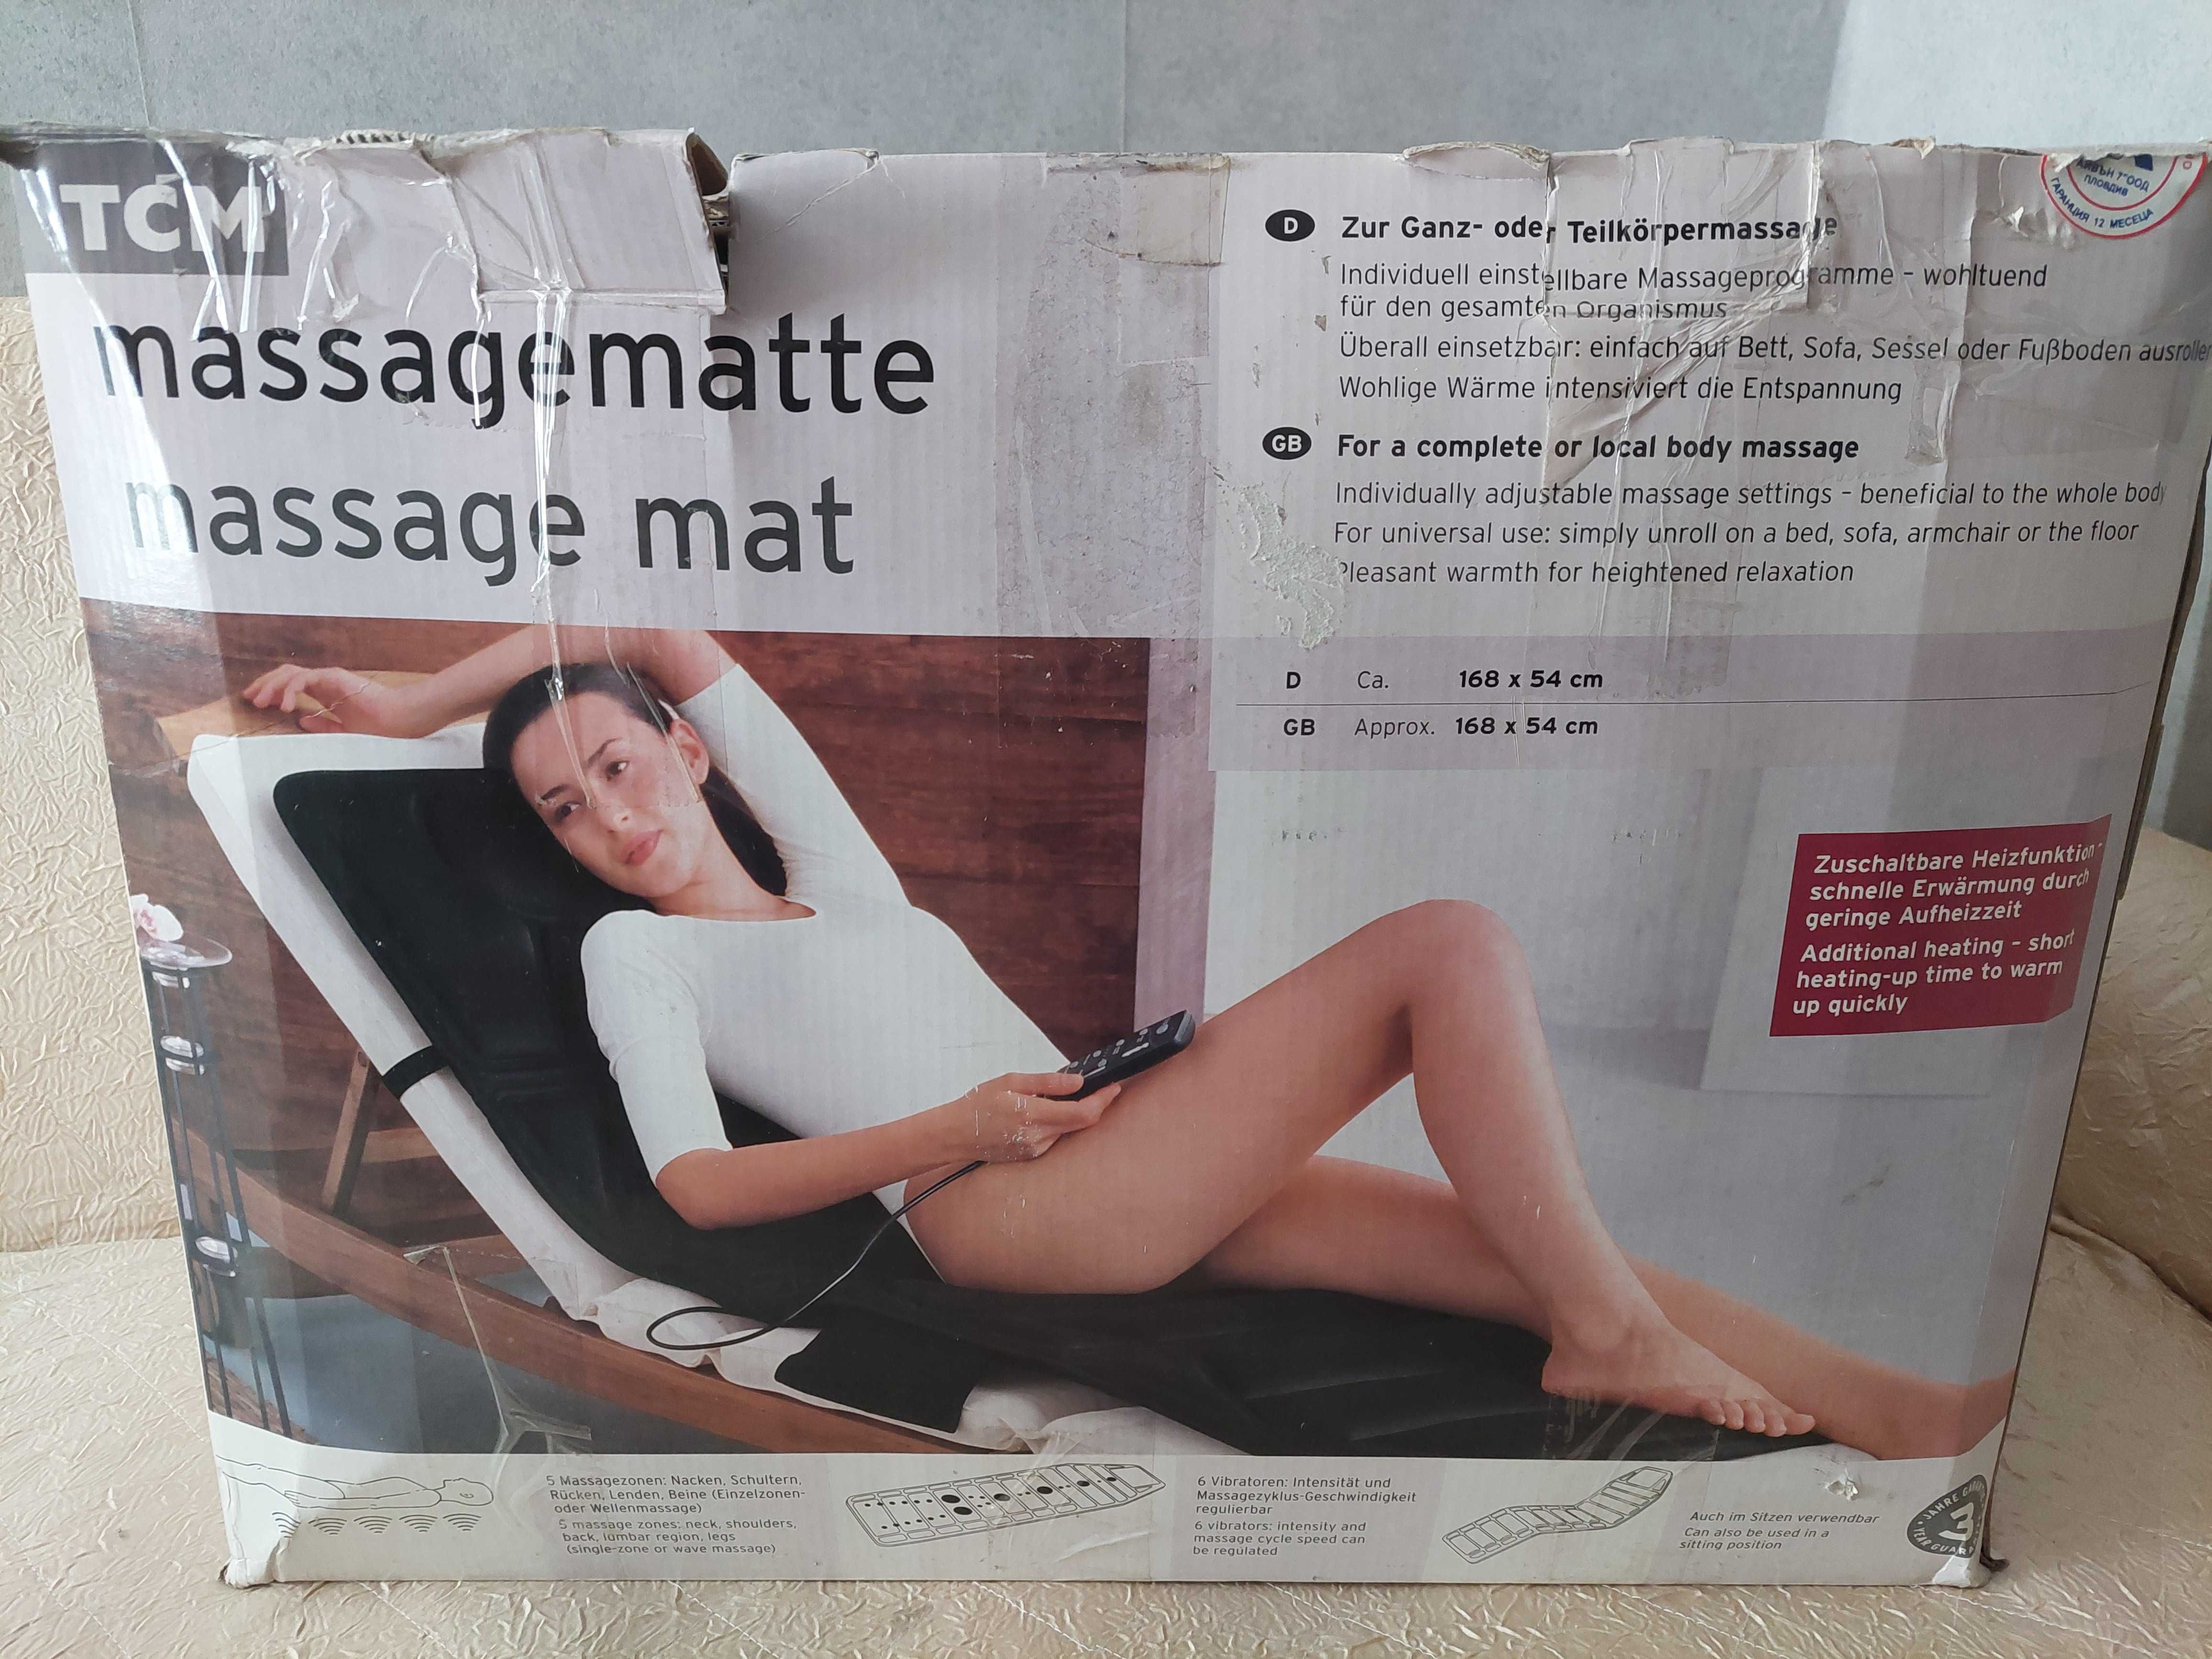 TCM
massagematte
massage mat
D Zur Ganz- oder Teilkörpermassage
Individuell einstellbare Massageprogramme – wohltuend
für den gesamten Organismus
Überall einsetzbar: einfach auf Bett, Sofa, Sessel oder Fußboden ausroller
Wohlige Wärme intensiviert die Entspannung
GB For a complete or local body massage
Individually adjustable massage settings – beneficial to the whole body
For universal use: simply unroll on a bed, sofa, armchair or the floor
Pleasant warmth for heightened relaxation
D Ca. 168 x 54 cm
GB Approx. 168 x 54 cm
Zuschaltbare Heizfunktion –
schnelle Erwärmung durch
geringe Aufheizzeit
Additional heating – short
heating-up time to warm
up quickly
5 Massagezonen: Nacken, Schultern,
Rücken, Lenden, Beine (Einzelzonen-
oder Wellenmassage)
5 massage zones: neck, shoulders,
back, lumbar region, legs
(single-zone or wave massage)
6 Vibratoren: Intensität und
Massagezyklus-Geschwindigkeit
regulierbar
6 vibrators: intensity and
massage cycle speed can
be regulated
Auch im Sitzen verwendbar
Can also be used in a
sitting position
JAHRE
3
YEAR
ПЛОВДИВ
ГАРАНЦИЯ 12 МЕСЕЦА